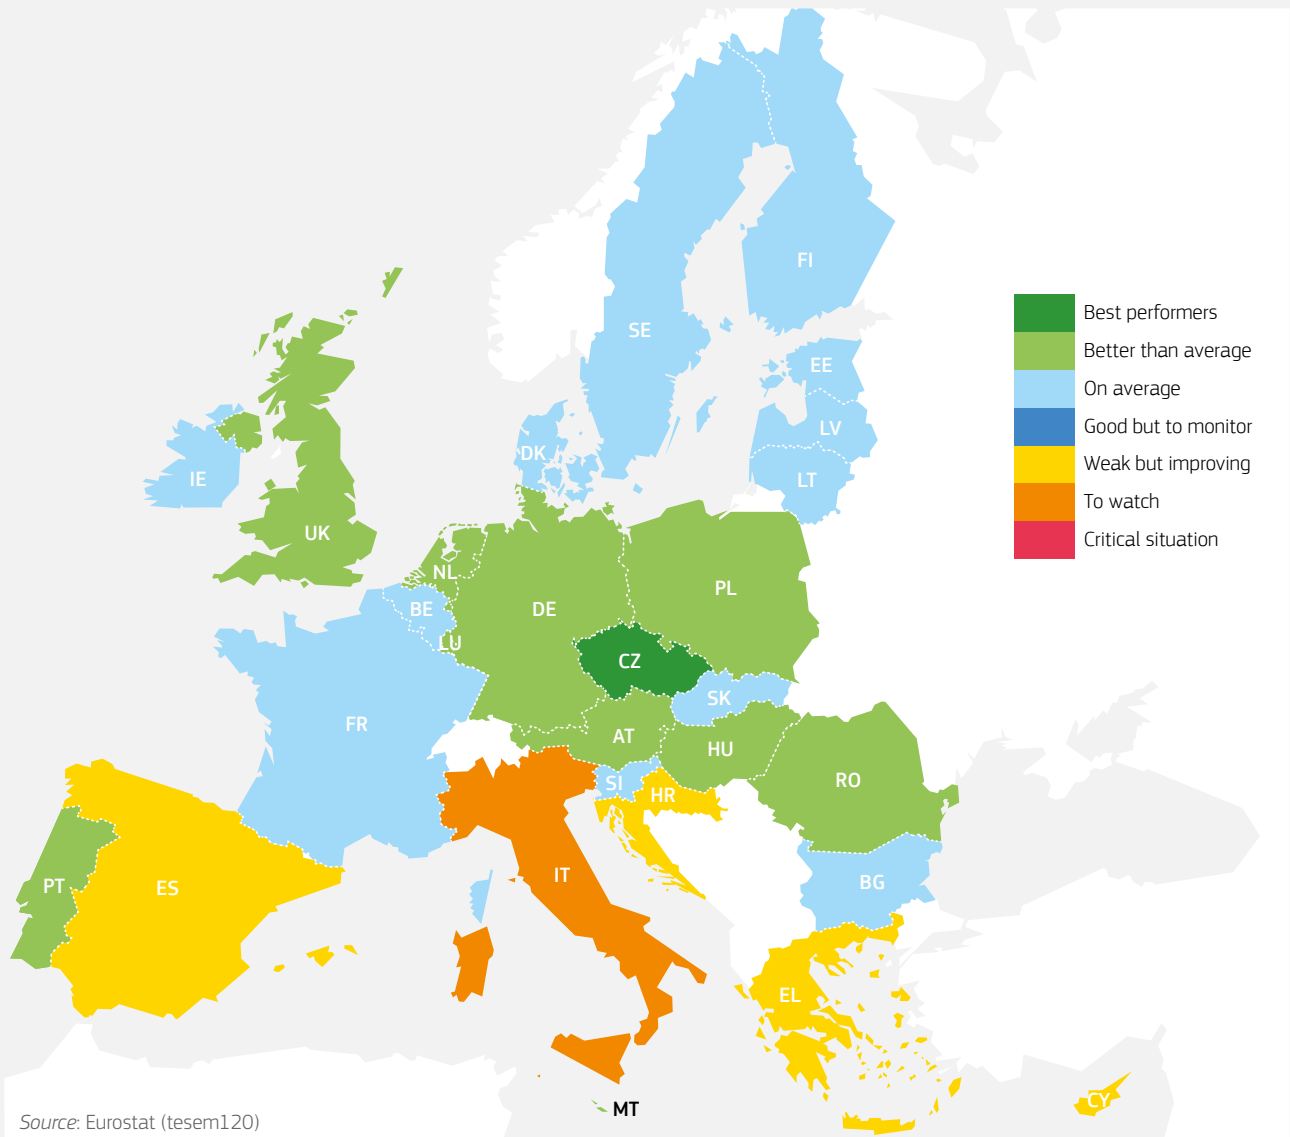 FI
SE
Best performers
Better than average
EE
On average
Good but to monitor
LV
DK
Weak but improving
IE
LT
To watch
UK
Critical situation
NL
PL
BE
DE
LU
CZ
SK
FR
AT
HU
RO
SI
HR
IT
BG
PT
ES
EL
CY
MT
Source: Eurostat (tesem120)